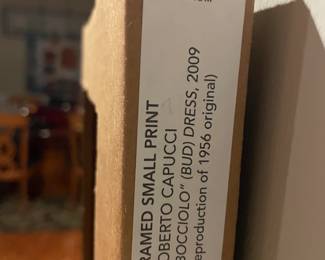 RAMED SMALL PRINT
OBERTO CAPUCCI
BOCCIOLO" (BUD) DRESS, 2009
eproduction of 1956 original)